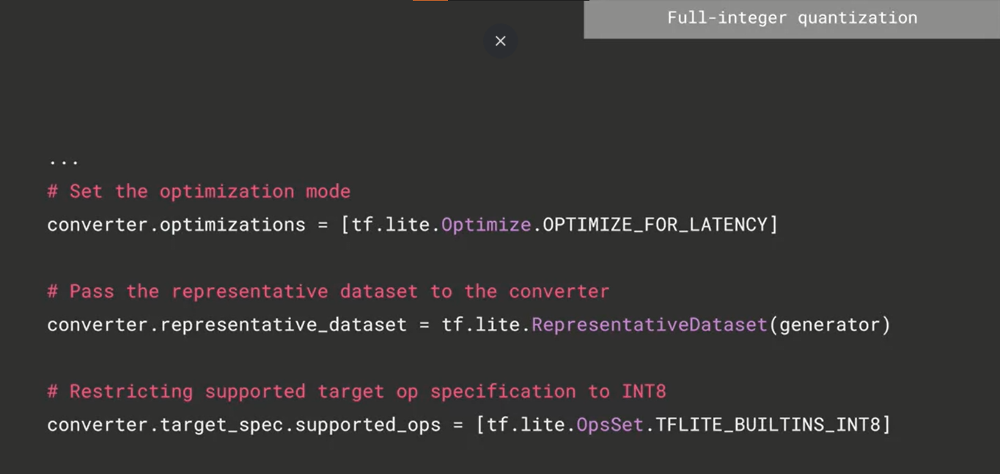 Full-integer quantization
...
# Set the optimization mode
converter.optimizations = [tf.lite.Optimize.OPTIMIZE_FOR_LATENCY]
# Pass the representative dataset to the converter
converter.representative_dataset = tf.lite.RepresentativeDataset(generator)
# Restricting supported target op specification to INT8
converter.target_spec.supported_ops = [tf.lite.OpsSet.TFLITE_BUILTINS_INT8]